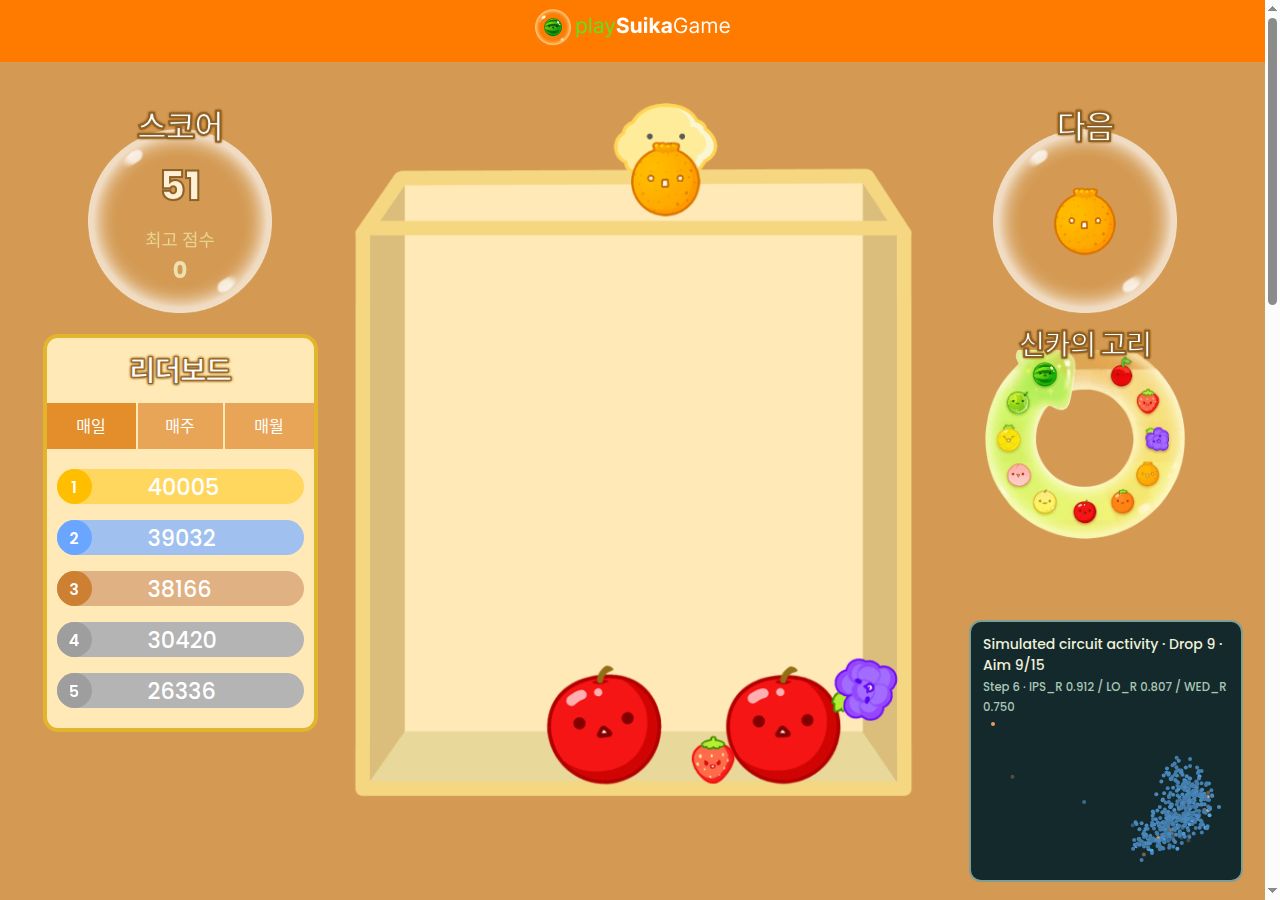 playSuikaGame
스코어
51
최고 점수
0
다음
리더보드
매일 매주 매월
1 40005
2 39032
3 38166
4 30420
5 26336
신카의 고리
Simulated circuit activity · Drop 9 ·
Aim 9/15
Step 6 · IPS_R 0.912 / LO_R 0.807 / WED_R
0.750